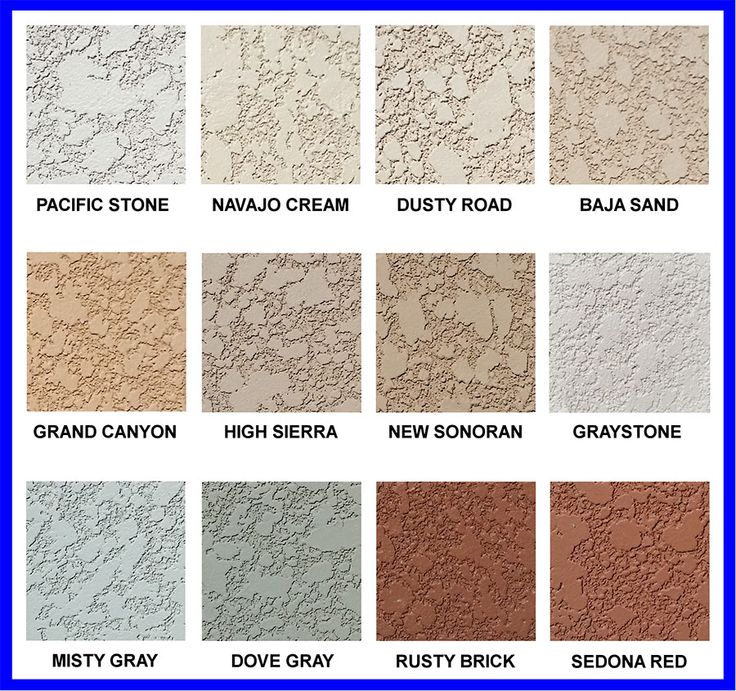 PACIFIC STONE NAVAJO CREAM DUSTY ROAD BAJA SAND
GRAND CANYON HIGH SIERRA NEW SONORAN GRAYSTONE
MISTY GRAY DOVE GRAY RUSTY BRICK SEDONA RED